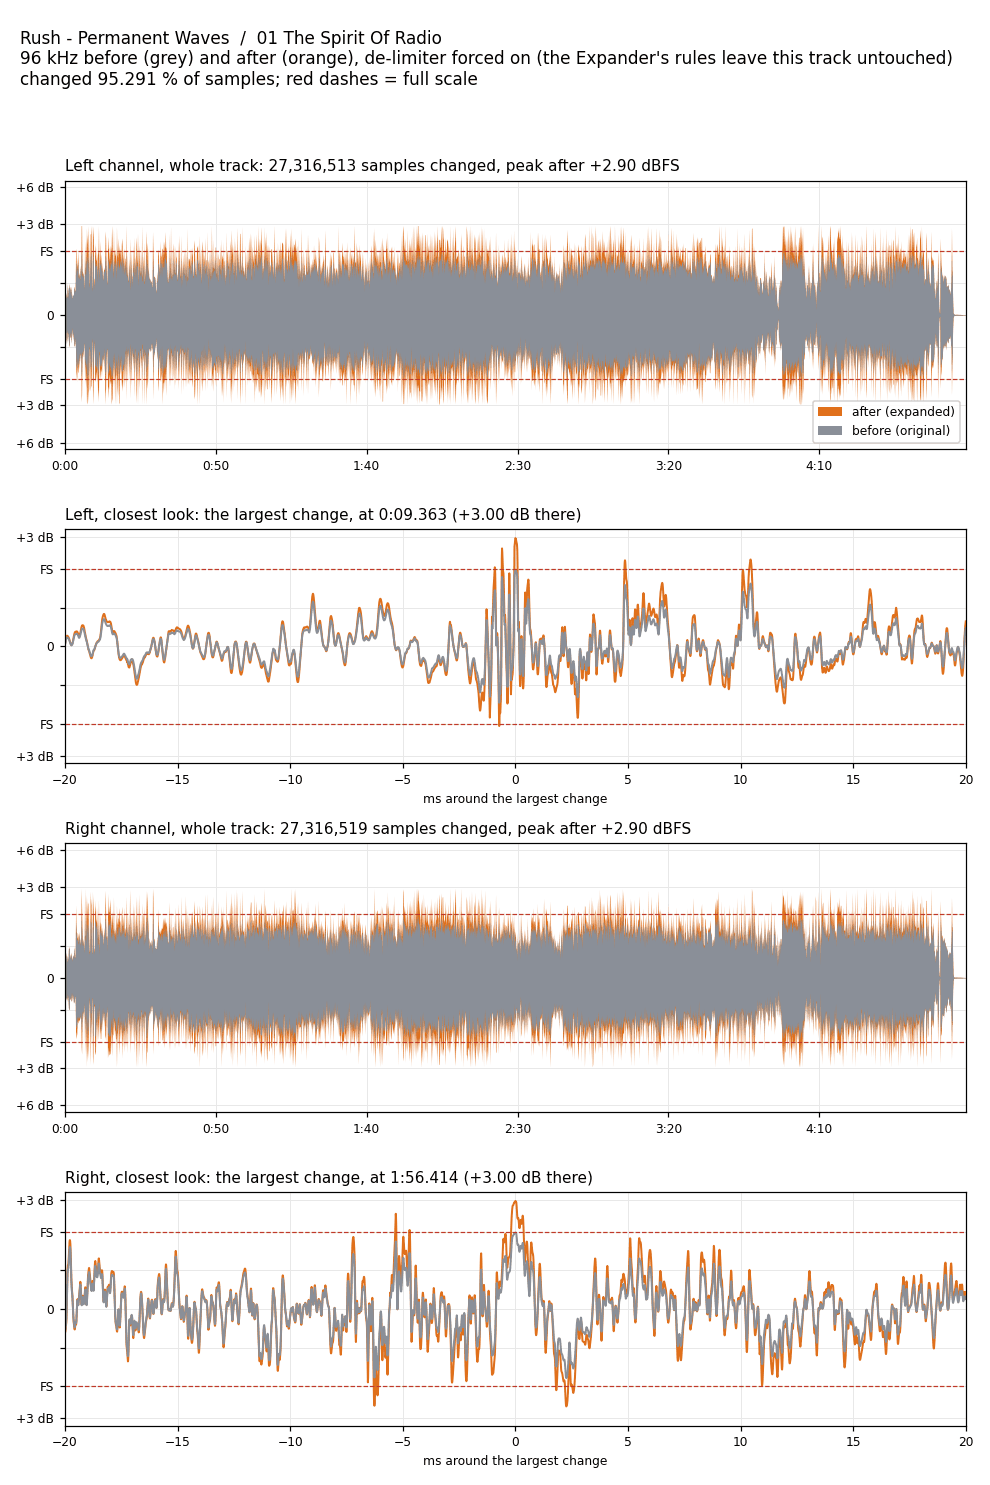 Rush - Permanent Waves  /  01 The Spirit Of Radio
96 kHz before (grey) and after (orange), de-limiter forced on (the Expander's rules leave this track untouched)
changed 95.291 % of samples; red dashes = full scale
Left channel, whole track: 27,316,513 samples changed, peak after +2.90 dBFS
+6 dB
+3 dB
FS
0
FS
+3 dB
+6 dB
after (expanded)
before (original)
0:00 0:50 1:40 2:30 3:20 4:10
Left, closest look: the largest change, at 0:09.363 (+3.00 dB there)
+3 dB
FS
0
FS
+3 dB
−20 −15 −10 −5 0 5 10 15 20
ms around the largest change
Right channel, whole track: 27,316,519 samples changed, peak after +2.90 dBFS
+6 dB
+3 dB
FS
0
FS
+3 dB
+6 dB
0:00 0:50 1:40 2:30 3:20 4:10
Right, closest look: the largest change, at 1:56.414 (+3.00 dB there)
+3 dB
FS
0
FS
+3 dB
−20 −15 −10 −5 0 5 10 15 20
ms around the largest change